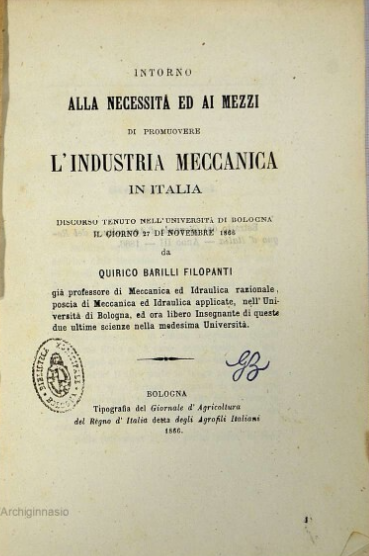 INTORNO
ALLA NECESSITÀ ED AI MEZZI
DI PROMUOVERE
L'INDUSTRIA MECCANICA
IN ITALIA
DISCORSO TENUTO NELL'UNIVERSITÀ DI BOLOGNA
IL GIORNO 27 DI NOVEMBRE 1866
da
QUIRICO BARILLI FILOPANTI
già professore di Meccanica ed Idraulica razionale,
poscia di Meccanica ed Idraulica applicate, nell'Uni-
versità di Bologna, ed ora libero Insegnante di queste
due ultime scienze nella medesima Università.
BIBLIOTECA
BOLOGNA
Tipografia del Giornale d'Agricoltura
del Regno d'Italia detta degli Agrofili Italiani
1866.
Archiginnasio